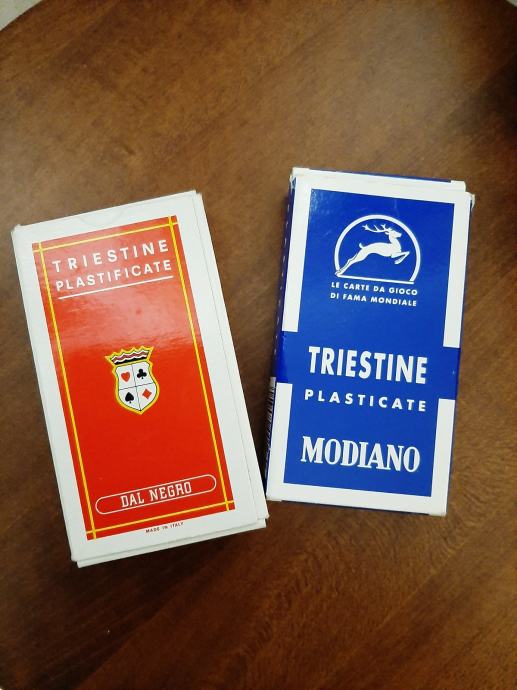 TRIESTINE
PLASTIFICATE
DAL NEGRO
MADE IN ITALY
LE CARTE DA GIOCO
DI FAMA MONDIALE
TRIESTINE
PLASTICATE
MODIANO